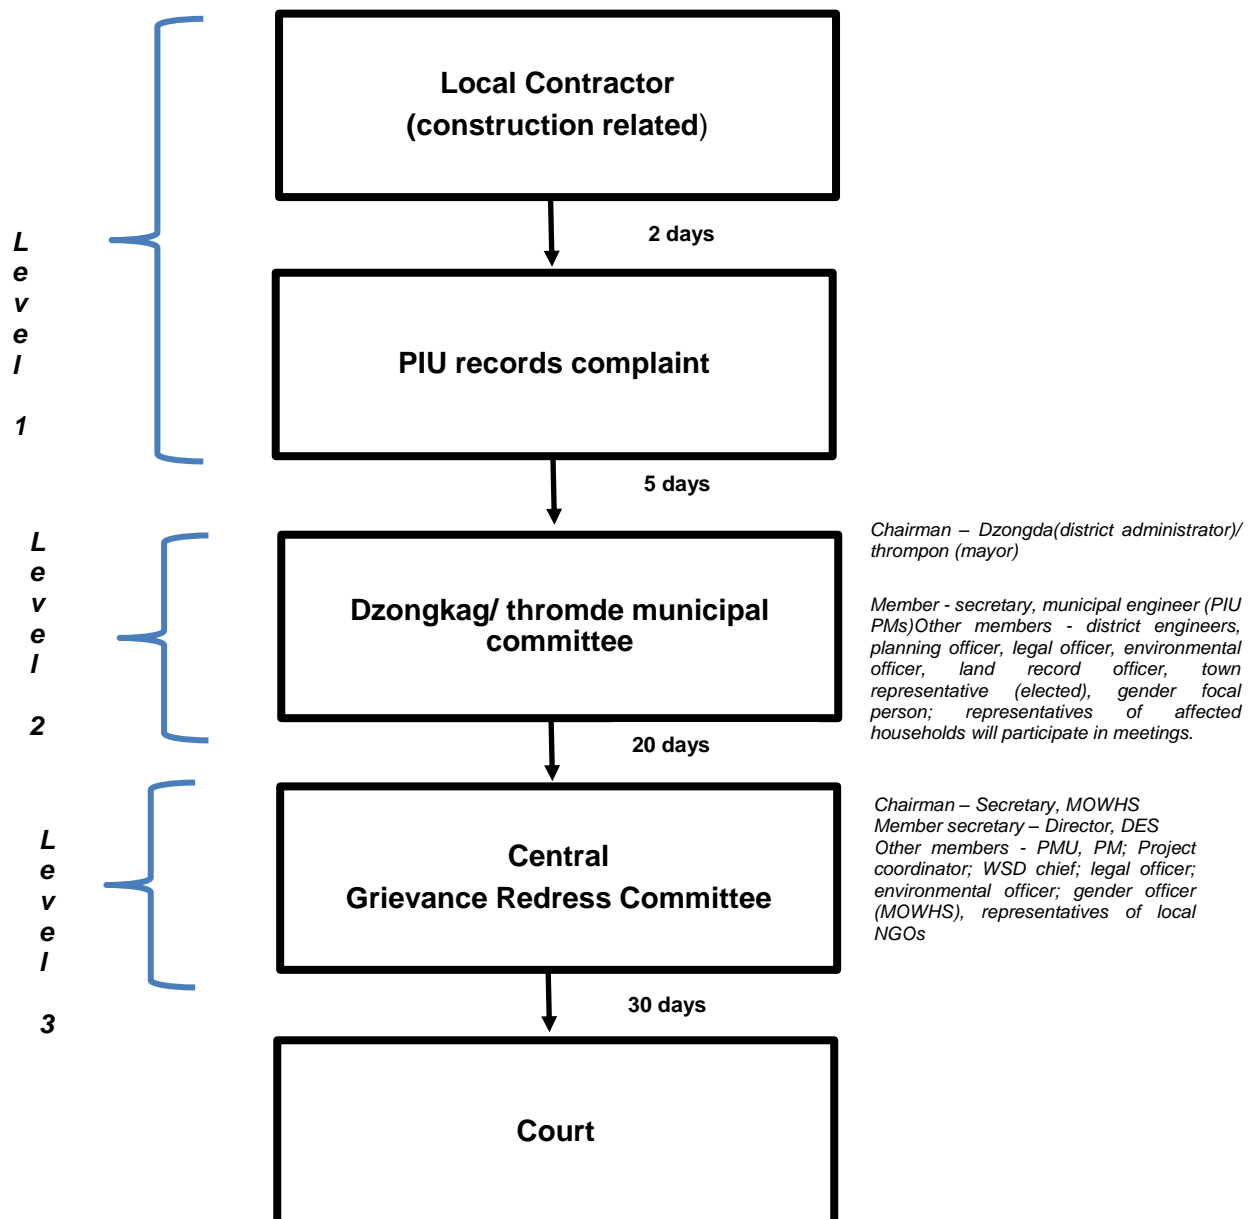 Local Contractor
(construction related)
2 days
Level 1
PIU records complaint
5 days
Level 2
Dzongkag/ thromde municipal
committee
Chairman – Dzongda(district administrator)/
thrompon (mayor)
Member - secretary, municipal engineer (PIU
PMs)Other members - district engineers,
planning officer, legal officer, environmental
officer, land record officer, town
representative (elected), gender focal
person; representatives of affected
households will participate in meetings.
20 days
Level 3
Central
Grievance Redress Committee
Chairman – Secretary, MOWHS
Member secretary – Director, DES
Other members - PMU, PM; Project
coordinator; WSD chief; legal officer;
environmental officer; gender officer
(MOWHS), representatives of local
NGOs
30 days
Court